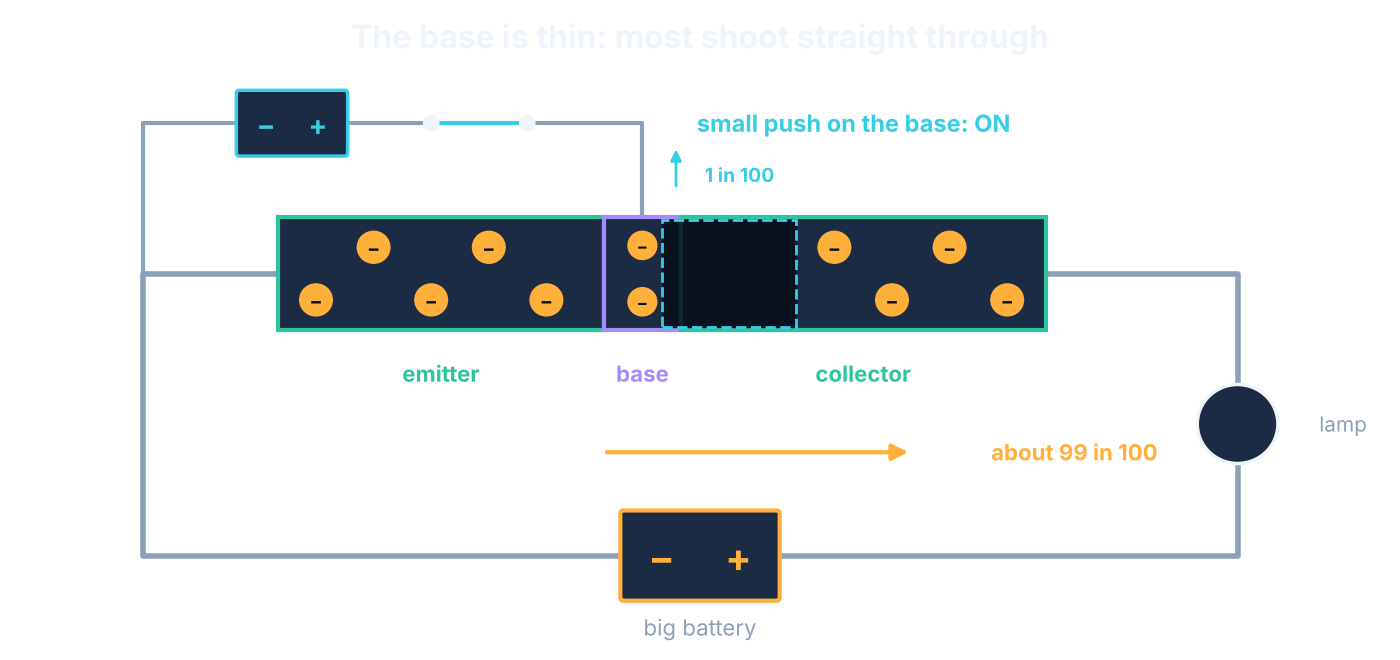 The base is thin: most shoot straight through
− +
small push on the base: ON
1 in 100
− − − −
− −
− − −
− −
emitter base collector
lamp
about 99 in 100
− +
big battery